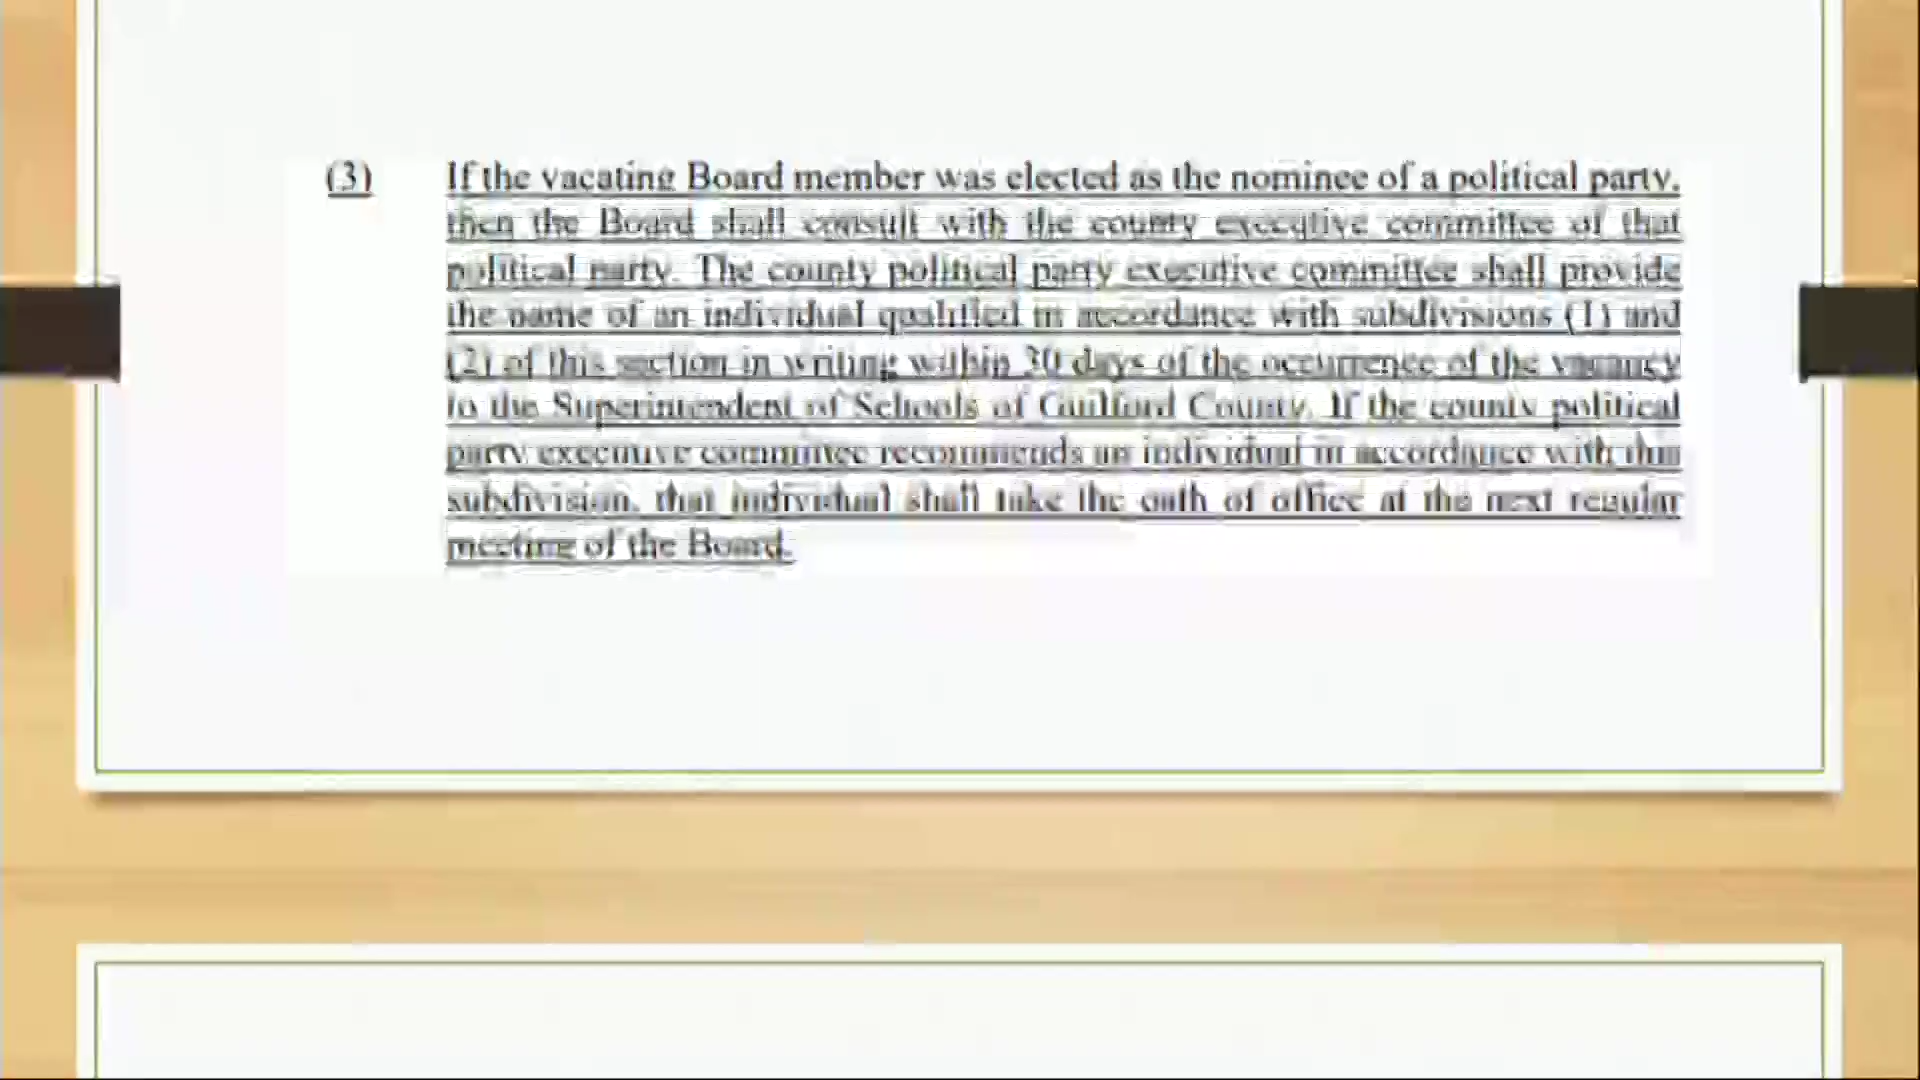 (3) If the vacating Board member was elected as the nominee of a political party,
then the Board shall consult with the county executive committee of that
political party. The county political party executive committee shall provide
the name of an individual qualified in accordance with subdivisions (1) and
(2) of this section in writing within 30 days of the occurrence of the vacancy
to the Superintendent of Schools of Guilford County. If the county political
party executive committee recommends an individual in accordance with this
subdivision, that individual shall take the oath of office at the next regular
meeting of the Board.